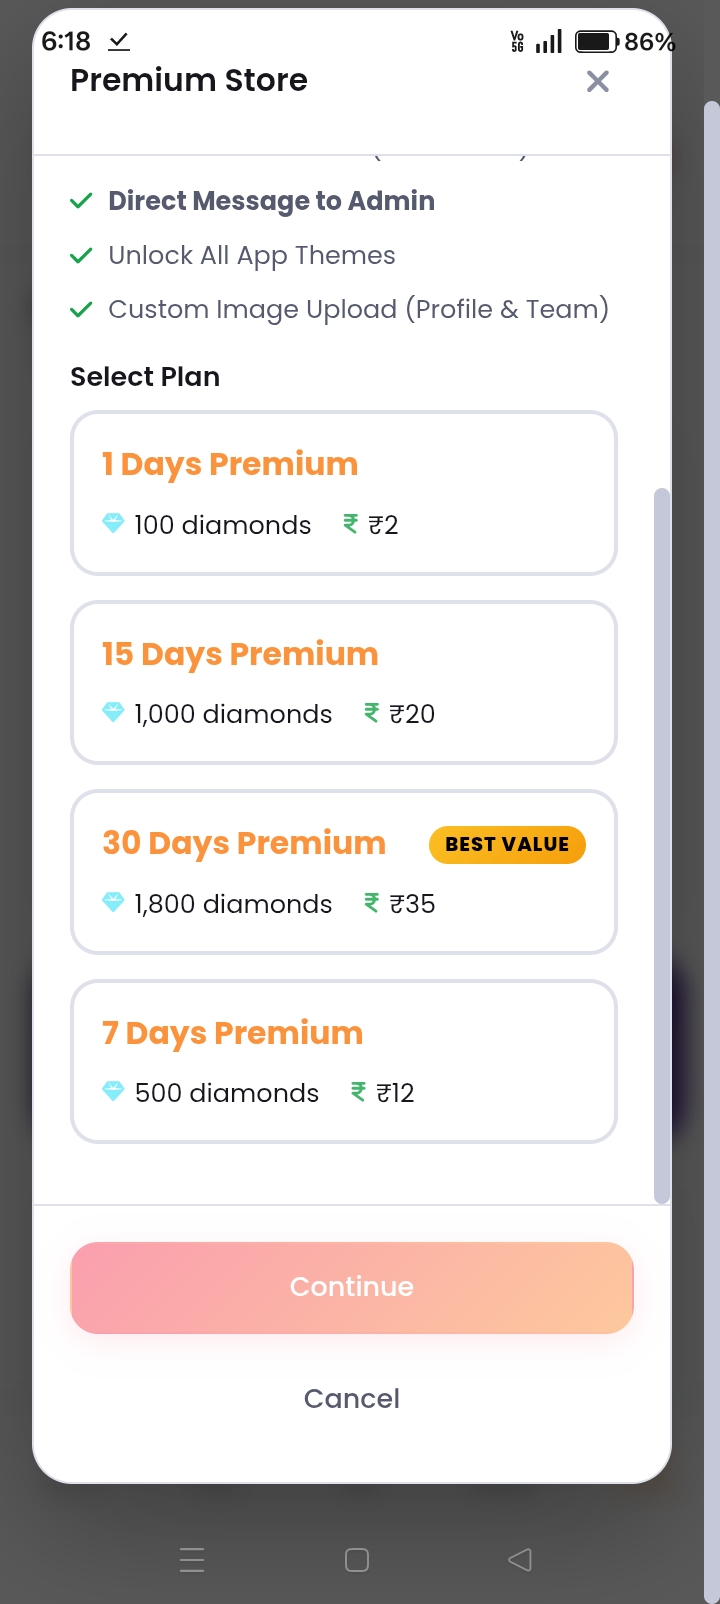 6:18 Vo 5G 86%
Premium Store
Direct Message to Admin
Unlock All App Themes
Custom Image Upload (Profile & Team)
Select Plan
1 Days Premium
100 diamonds ₹ ₹2
15 Days Premium
1,000 diamonds ₹ ₹20
30 Days Premium BEST VALUE
1,800 diamonds ₹ ₹35
7 Days Premium
500 diamonds ₹ ₹12
Continue
Cancel